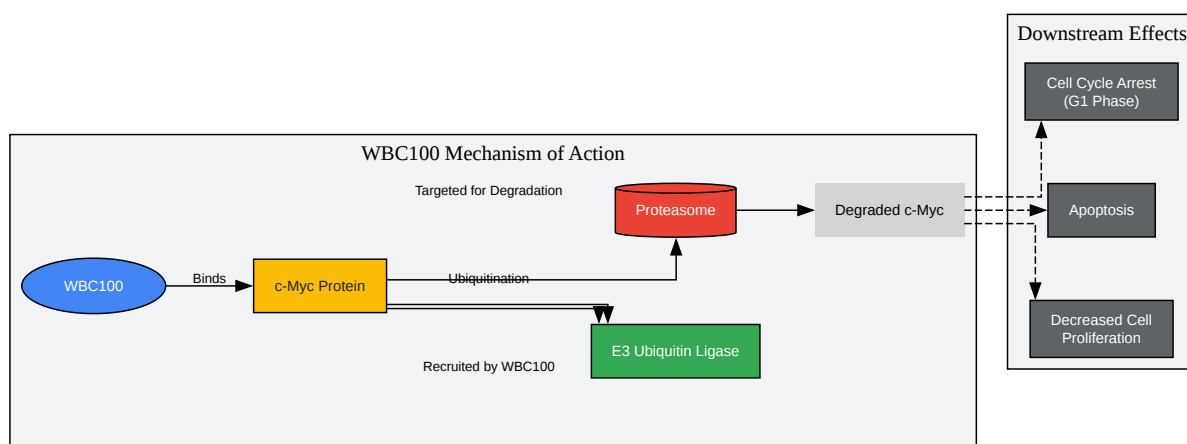 Downstream Effects
Cell Cycle Arrest
(G1 Phase)
WBC100 Mechanism of Action
Targeted for Degradation
Proteasome
Degraded c-Myc
Apoptosis
WBC100
Binds
c-Myc Protein
Ubiquitination
Decreased Cell
Proliferation
E3 Ubiquitin Ligase
Recruited by WBC100